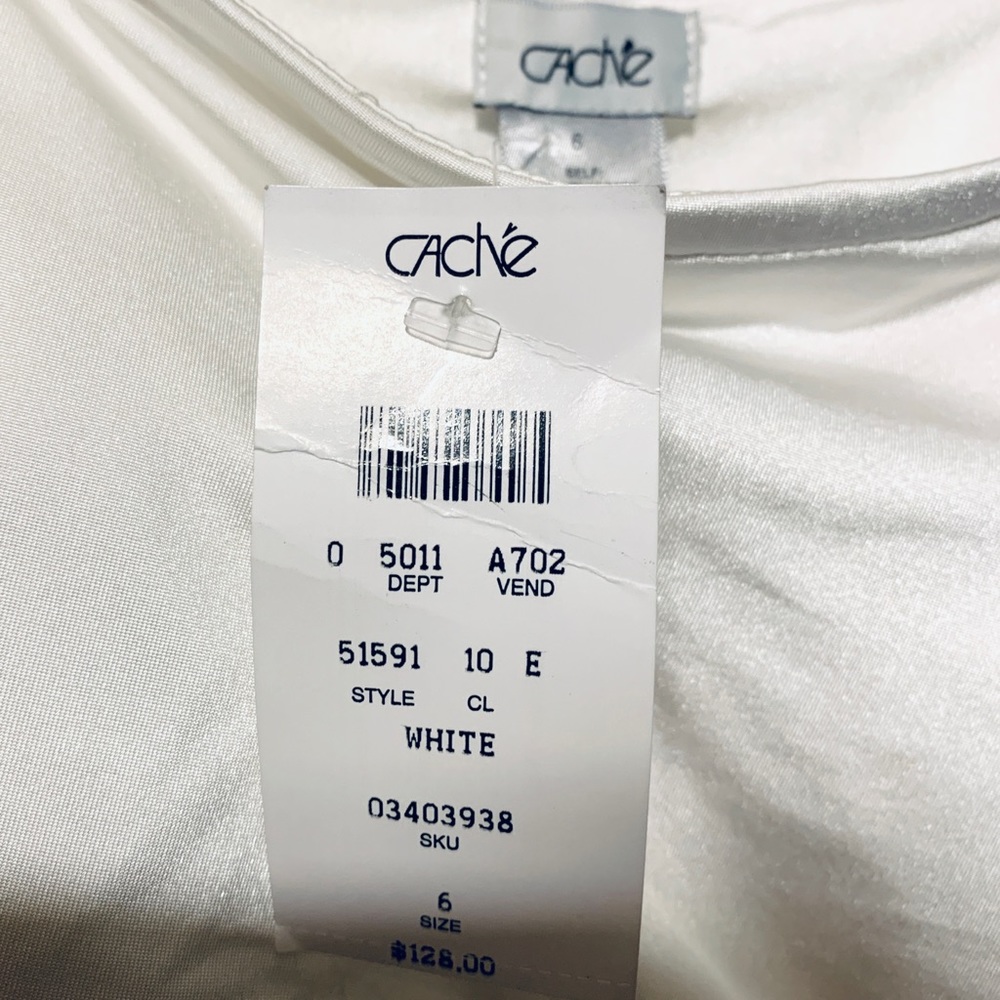 CACHé
6
SELF:
CACHé
0 5011 A702
DEPT VEND
51591 10 E
STYLE CL
WHITE
03403938
SKU
6
SIZE
$128.00